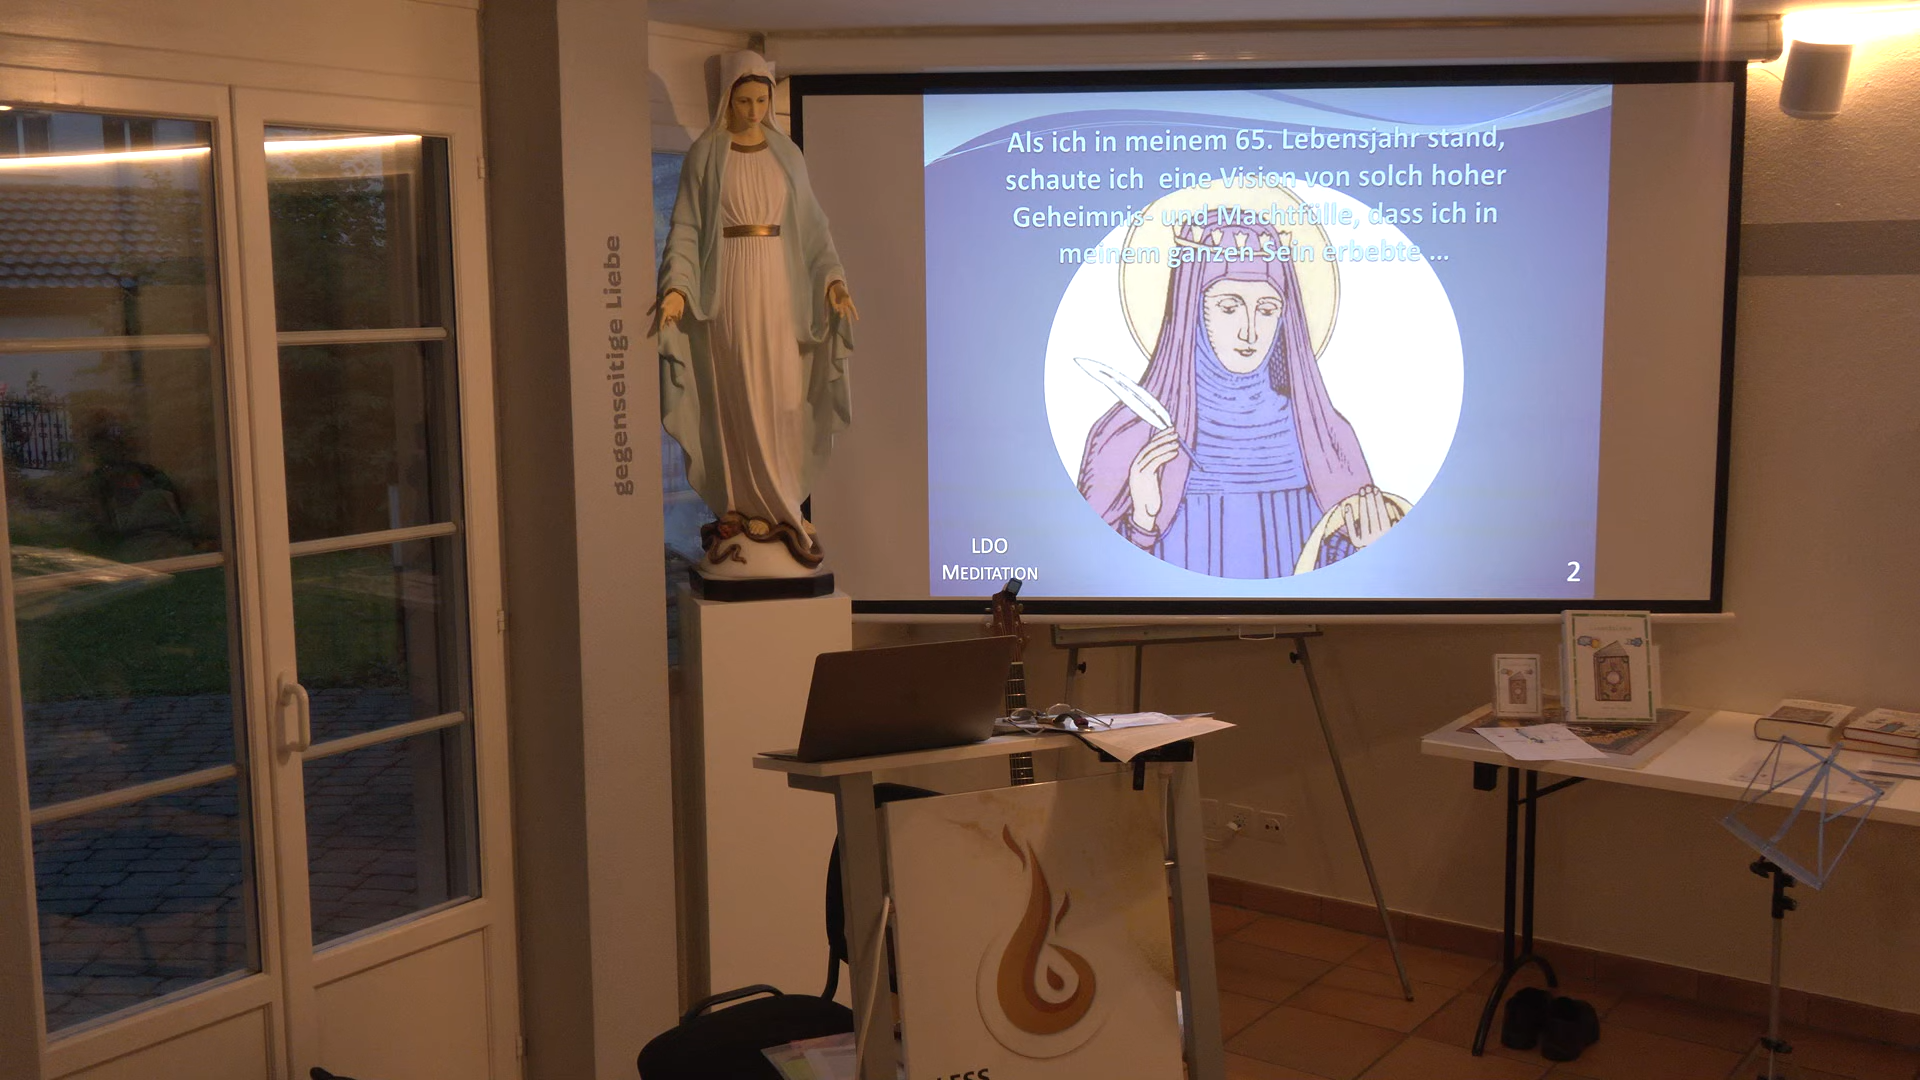 gegenseitige Liebe
Als ich in meinem 65. Lebensjahr stand,
schaute ich eine Vision von solch hoher
Geheimnis- und Machtfülle, dass ich in
meinem ganzen Sein erbebte ...
LDO
MEDITATION
2